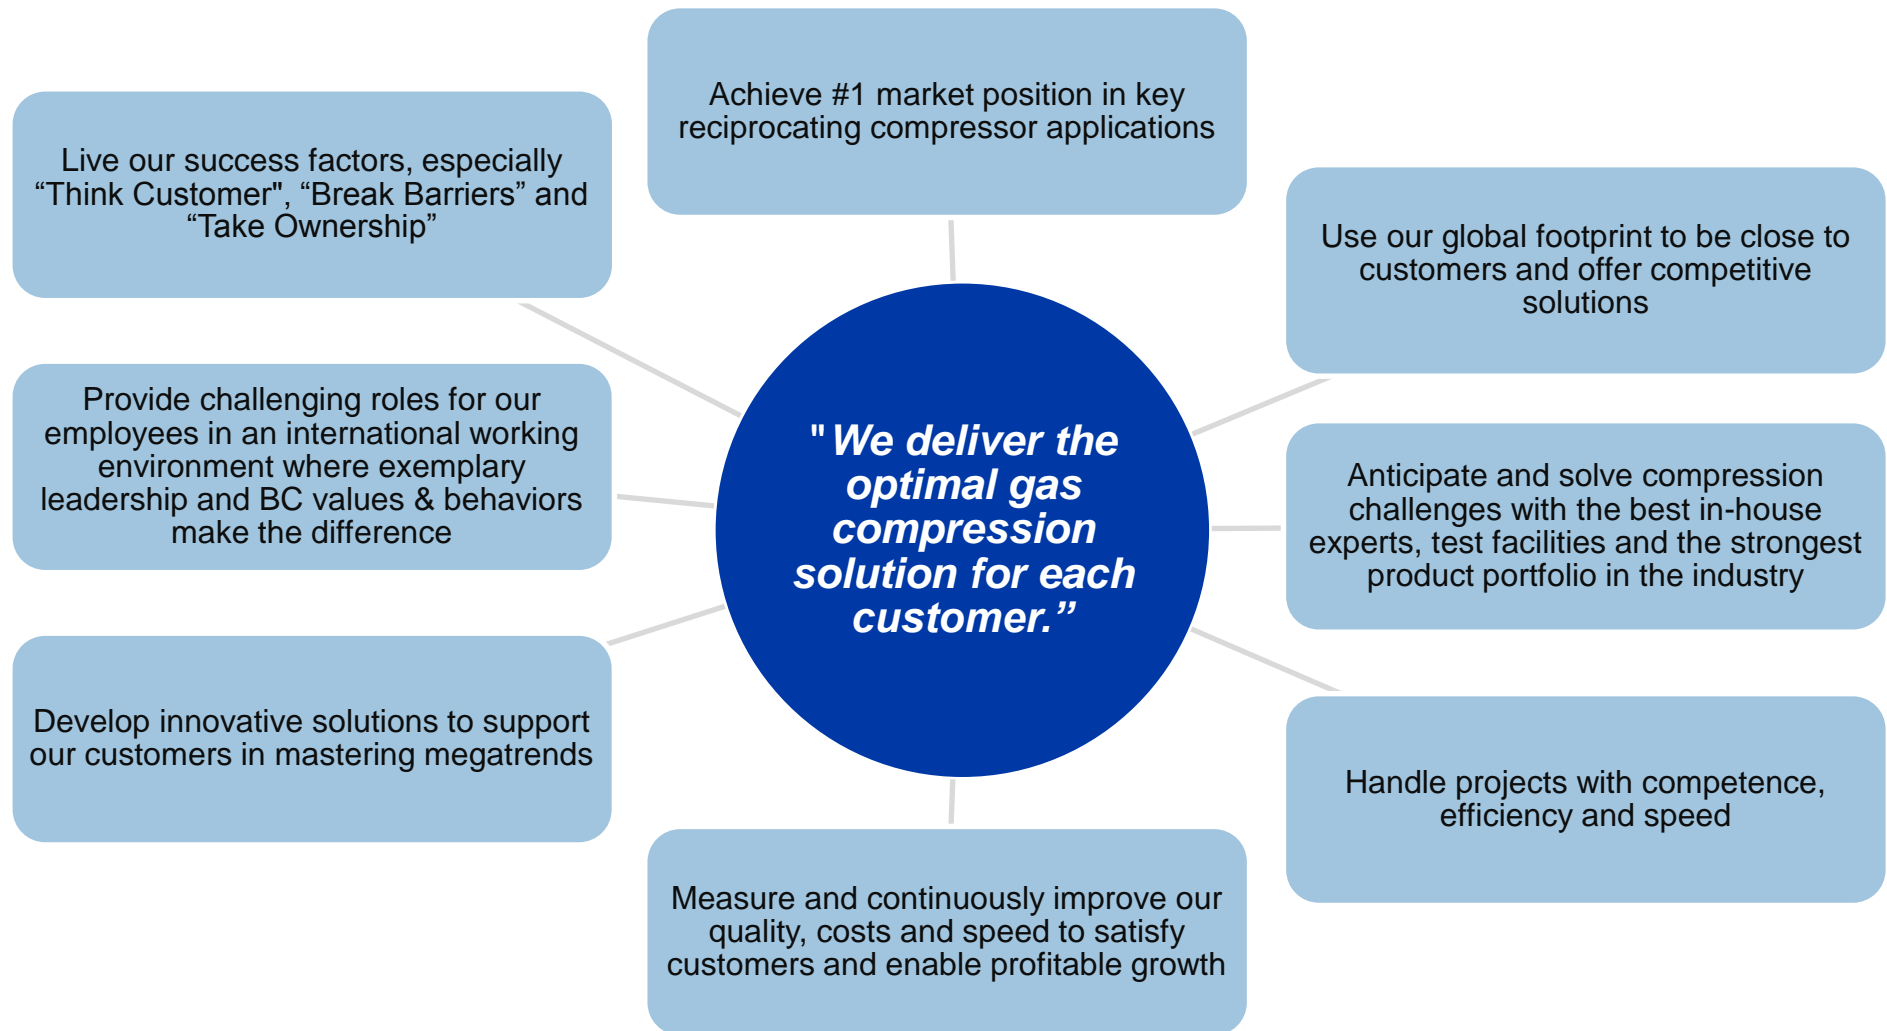 Achieve #1 market position in key
reciprocating compressor applications
Live our success factors, especially
“Think Customer", “Break Barriers” and
“Take Ownership”
Use our global footprint to be close to
customers and offer competitive
solutions
Provide challenging roles for our
employees in an international working
environment where exemplary
leadership and BC values & behaviors
make the difference
"We deliver the
optimal gas
compression
solution for each
customer.”
Anticipate and solve compression
challenges with the best in-house
experts, test facilities and the strongest
product portfolio in the industry
Develop innovative solutions to support
our customers in mastering megatrends
Handle projects with competence,
efficiency and speed
Measure and continuously improve our
quality, costs and speed to satisfy
customers and enable profitable growth